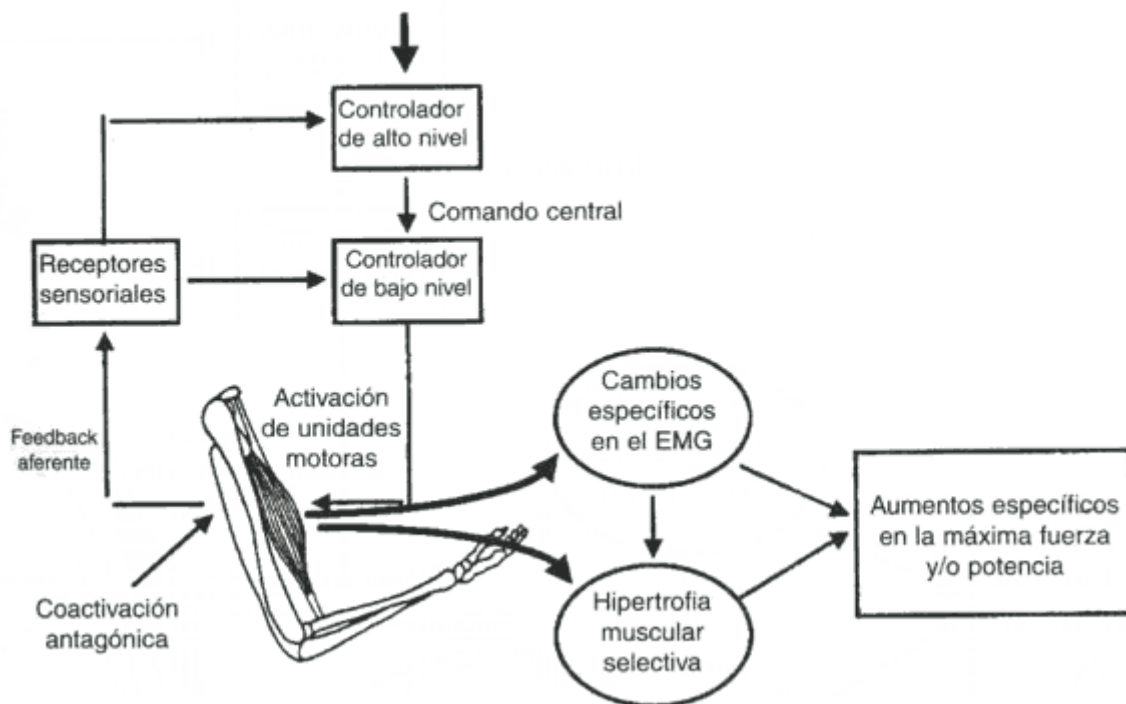 Controlador
de alto nivel
Comando central
Receptores
sensoriales
Controlador
de bajo nivel
Activación
de unidades
motoras
Feedback
aferente
Coactivación
antagónica
Cambios
específicos
en el EMG
Hipertrofia
muscular
selectiva
Aumentos específicos
en la máxima fuerza
y/o potencia